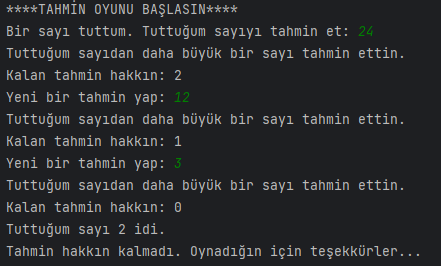 ****TAHMİN OYUNU BAŞLASIN****
Bir sayı tuttum. Tuttuğum sayıyı tahmin et: 24
Tuttuğum sayıdan daha büyük bir sayı tahmin ettin.
Kalan tahmin hakkın: 2
Yeni bir tahmin yap: 12
Tuttuğum sayıdan daha büyük bir sayı tahmin ettin.
Kalan tahmin hakkın: 1
Yeni bir tahmin yap: 3
Tuttuğum sayıdan daha büyük bir sayı tahmin ettin.
Kalan tahmin hakkın: 0
Tuttuğum sayı 2 idi.
Tahmin hakkın kalmadı. Oynadığın için teşekkürler...